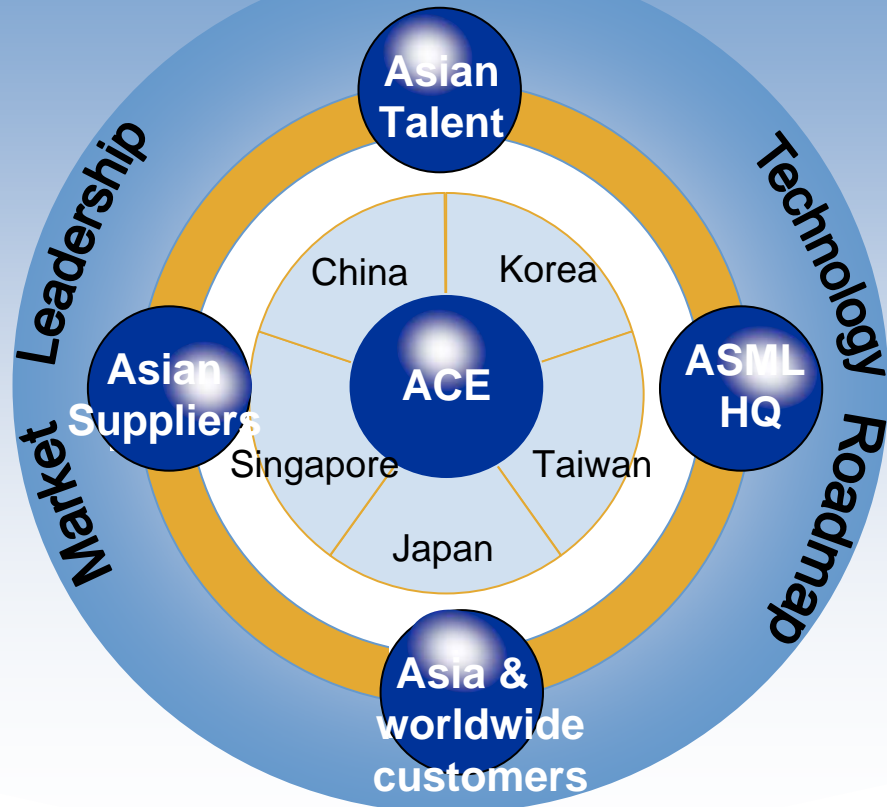 Asian
Talent
Market Leadership
Technology Roadmap
China
Korea
Asian
Suppliers
ACE
ASML
HQ
Singapore
Taiwan
Japan
Asia &
worldwide
customers